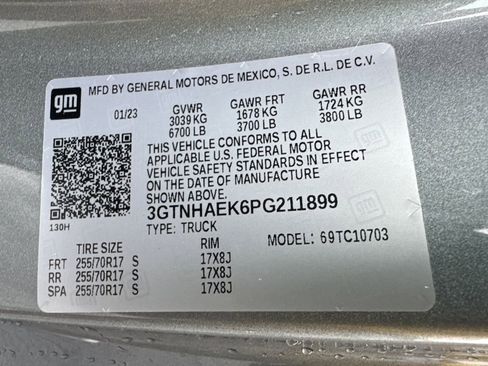 gm
MFD BY GENERAL MOTORS DE MEXICO, S. DE R.L. DE C.V.
01/23 GVWR GAWR FRT GAWR RR
3039 KG 1678 KG 1724 KG
6700 LB 3700 LB 3800 LB
THIS VEHICLE CONFORMS TO ALL
APPLICABLE U.S. FEDERAL MOTOR
VEHICLE SAFETY STANDARDS IN EFFECT
ON THE DATE OF MANUFACTURE
SHOWN ABOVE.
3GTNHAEK6PG211899
130H TYPE: TRUCK
TIRE SIZE RIM MODEL: 69TC10703
FRT 255/70R17 S 17X8J
RR 255/70R17 S 17X8J
SPA 255/70R17 S 17X8J